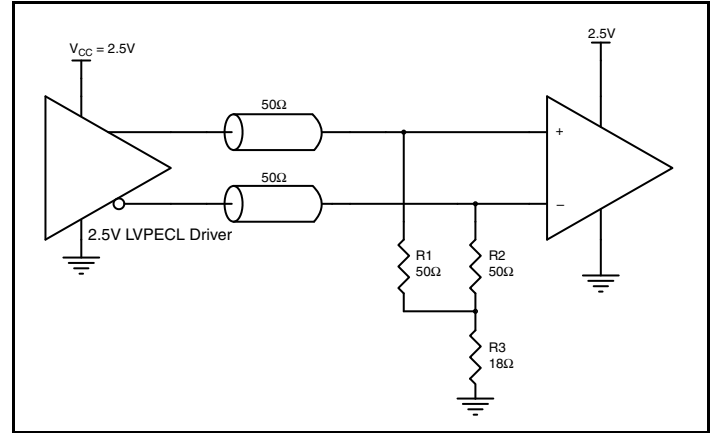 V_CC = 2.5V
2.5V
50Ω
+
50Ω
−
2.5V LVPECL Driver
R1
50Ω
R2
50Ω
R3
18Ω